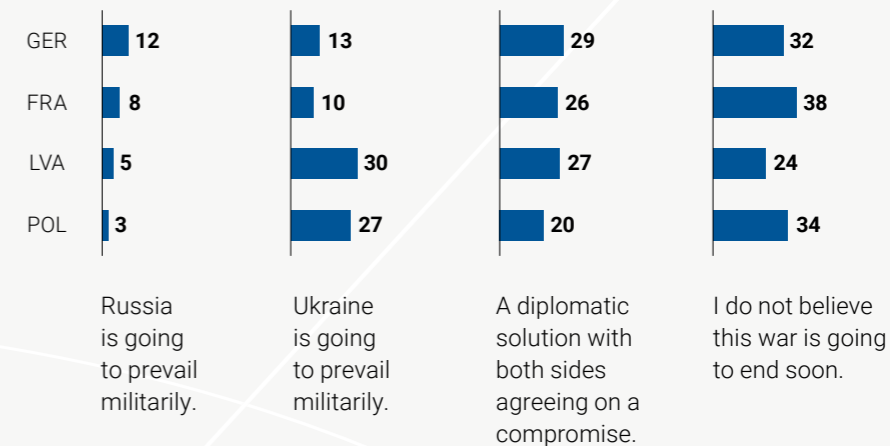 GER 12 13 29 32
FRA 8 10 26 38
LVA 5 30 27 24
POL 3 27 20 34
Russia
is going
to prevail
militarily.
Ukraine
is going
to prevail
militarily.
A diplomatic
solution with
both sides
agreeing on a
compromise.
I do not believe
this war is going
to end soon.